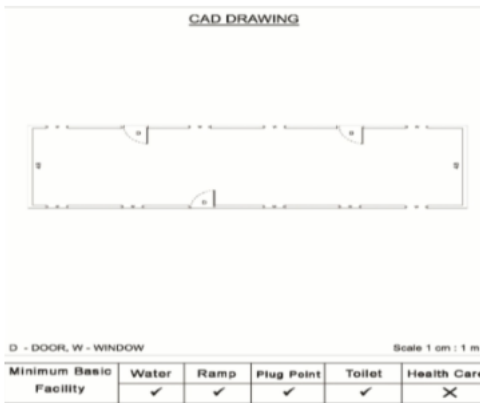 CAD DRAWING
D
D
D
D - DOOR, W - WINDOW
Scale 1 cm : 1 m
Minimum Basic Facility
Water
Ramp
Plug Point
Toilet
Health Care
✓
✓
✓
✓
✕